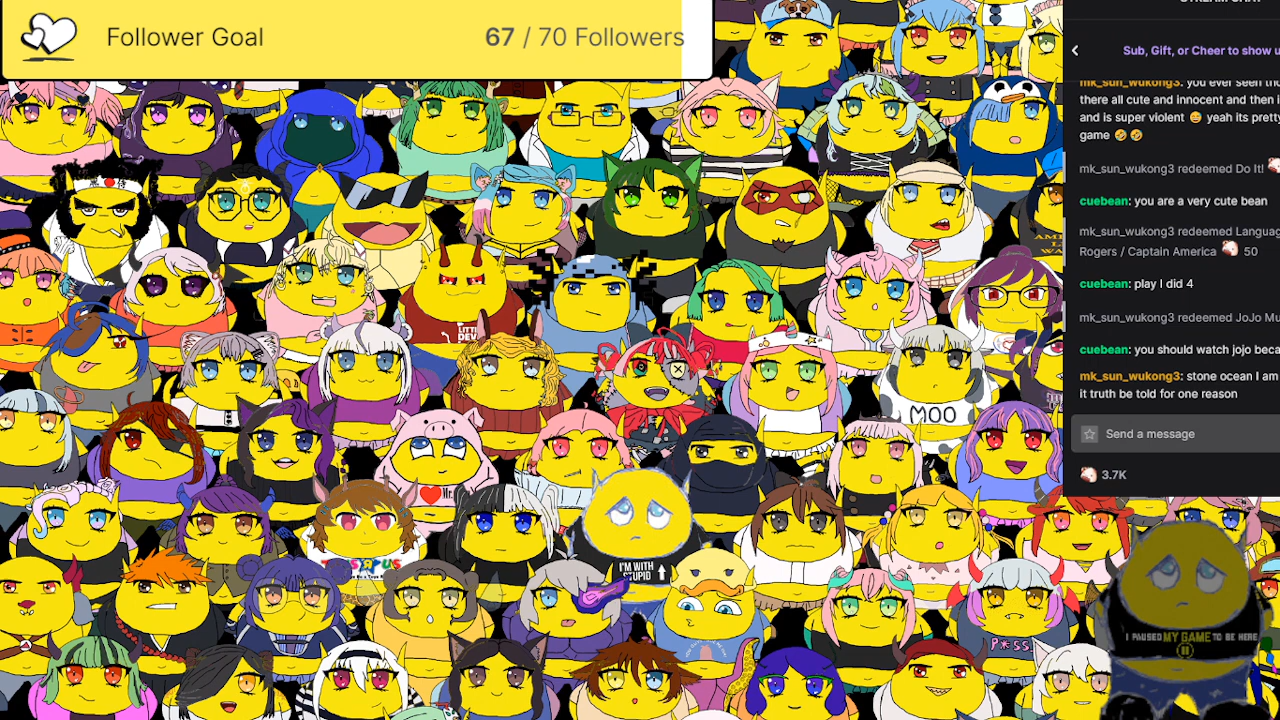 Follower Goal 67 / 70 Followers
STREAM CHAT
Sub, Gift, or Cheer to show
mk_sun_wukong3: you ever seen
there all cute and innocent and then
and is super violent 🤩 yeah its pretty
game 🤣 🤣
mk_sun_wukong3 redeemed Do It!
cuebean: you are a very cute bean
mk_sun_wukong3 redeemed
Rogers / Captain America 50
cuebean: play I did 4
mk_sun_wukong3 redeemed JoJo
cuebean: you should watch jojo
mk_sun_wukong3: stone ocean I am
it truth be told for one reason
Send a message
3.7K
LITTLE
MOO
I'M WITH
STUPID
I PAUSED MY GAME TO BE HERE
P*SS